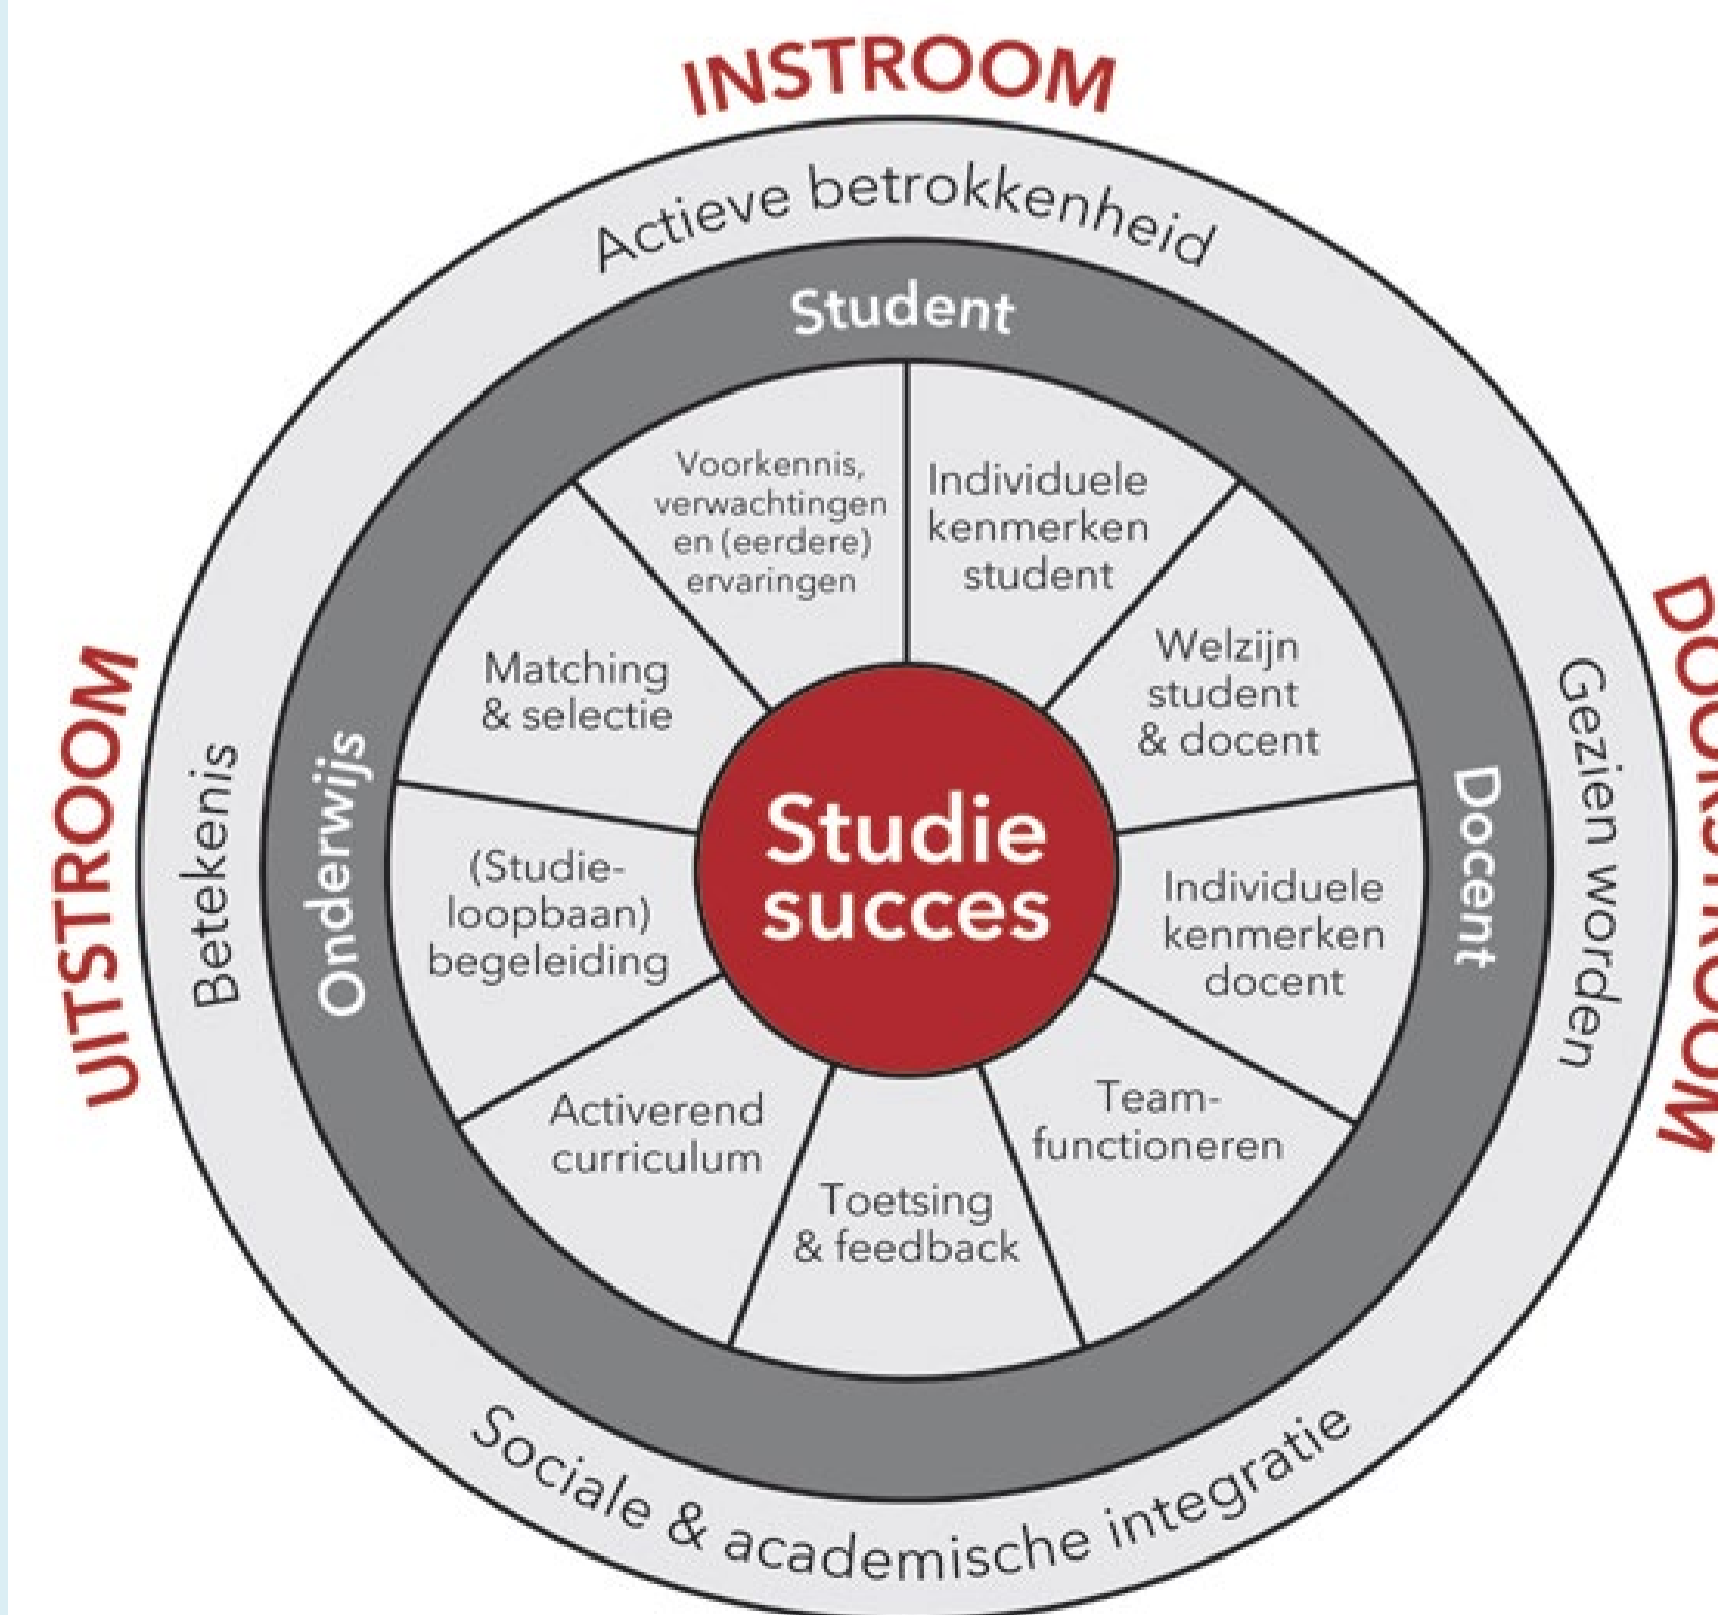 INSTROOM
Actieve betrokkenheid
Student
Voorkennis,
verwachtingen
en (eerdere)
ervaringen
Individuele
kenmerken
student
Welzijn
student
& docent
Individuele
kenmerken
docent
Team-
functioneren
Toetsing
& feedback
Activerend
curriculum
(Studie-
loopbaan)
begeleiding
Matching
& selectie
Studie
succes
Docent
Gezien worden
DOORSTROOM
Sociale & academische integratie
Onderwijs
Betekenis
UITSTROOM